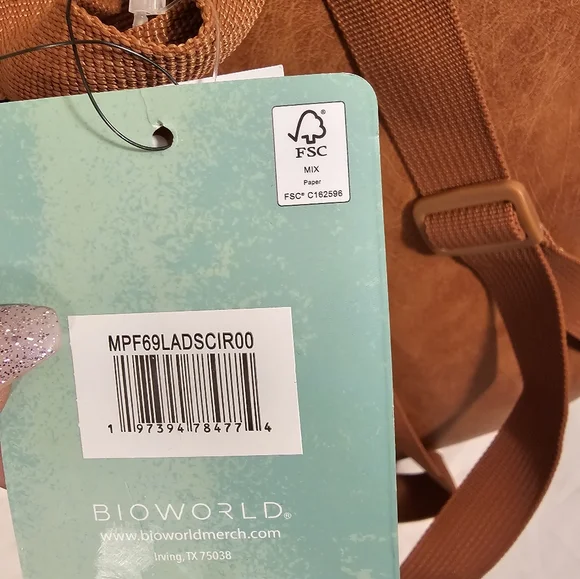 FSC®
MIX
Paper
FSC® C162596
MPF69LADSCIR00
1 97394 78477 4
BIOWORLD®
www.bioworldmerch.com
Irving, TX 75038